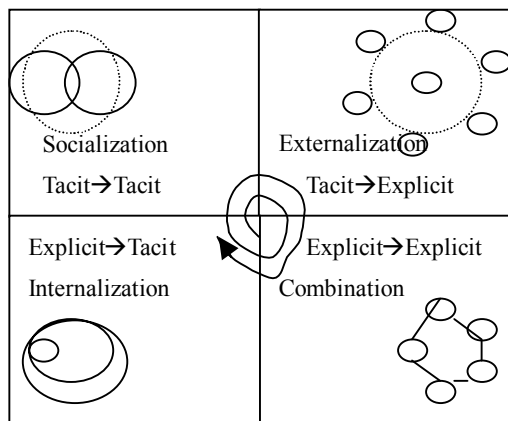 Socialization
Tacit→Tacit
Externalization
Tacit→Explicit
Explicit→Tacit
Internalization
Explicit→Explicit
Combination